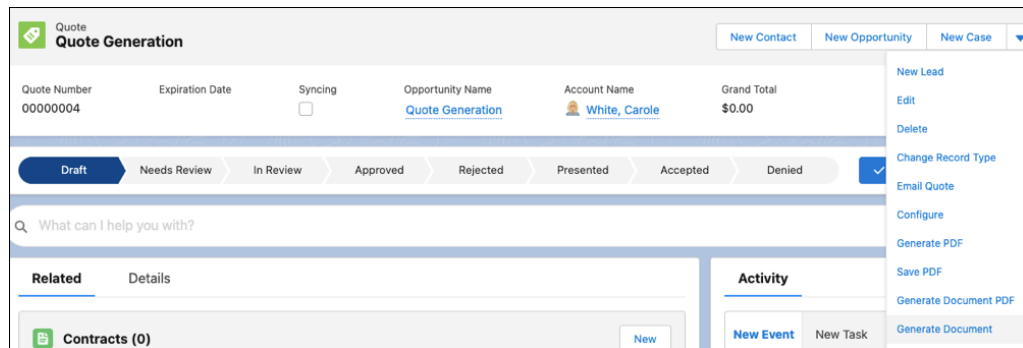 Quote
Quote Generation
New Contact
New Opportunity
New Case
Quote Number
Expiration Date
Syncing
Opportunity Name
Account Name
Grand Total
00000004
Quote Generation
White, Carole
$0.00
Draft
Needs Review
In Review
Approved
Rejected
Presented
Accepted
Denied
What can I help you with?
Related
Details
Contracts (0)
New
Activity
New Event
New Task
New Lead
Edit
Delete
Change Record Type
Email Quote
Configure
Generate PDF
Save PDF
Generate Document PDF
Generate Document